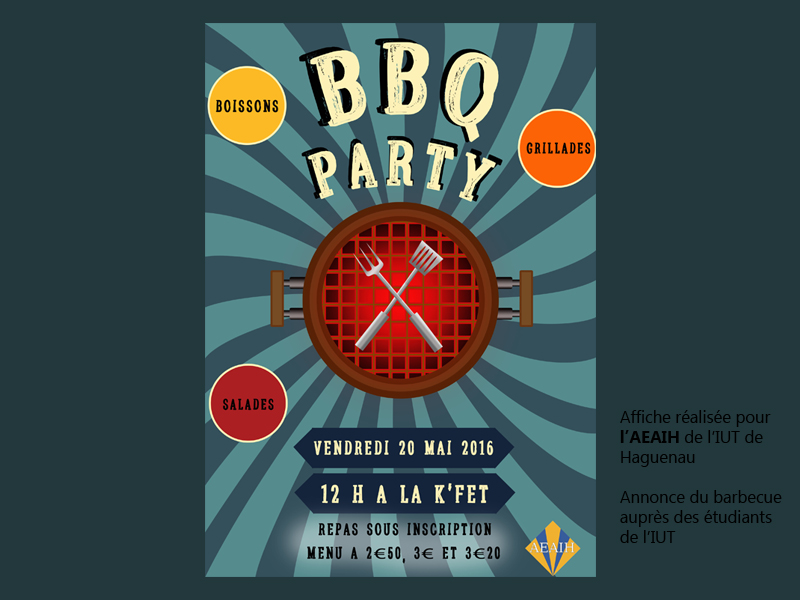 BBQ
PARTY
BOISSONS
GRILLADES
SALADES
VENDREDI 20 MAI 2016
12 H A LA K'FET
REPAS SOUS INSCRIPTION
MENU A 2€50, 3€ ET 3€20
AEAIH
Affiche réalisée pour
l'AEAIH de l'IUT de
Haguenau
Annonce du barbecue
auprès des étudiants
de l'IUT